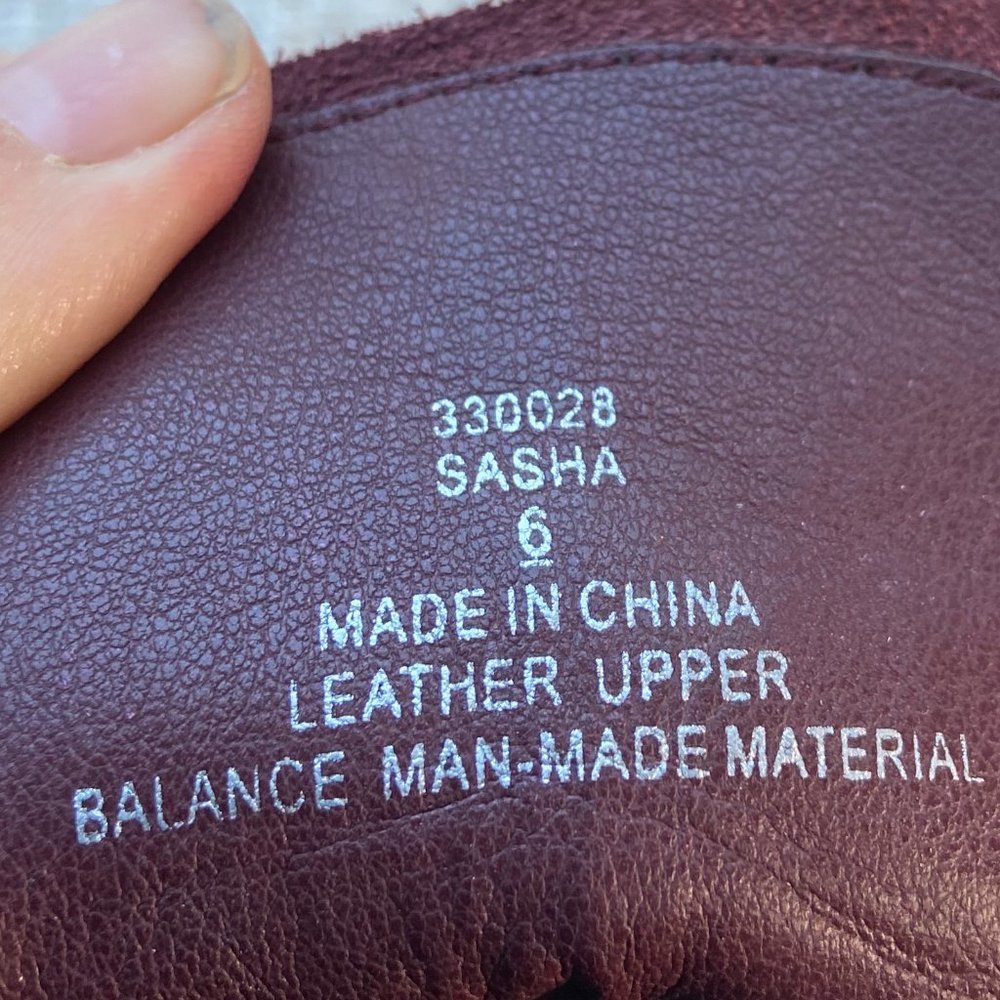 330028
SASHA
6
MADE IN CHINA
LEATHER UPPER
BALANCE MAN-MADE MATERIAL